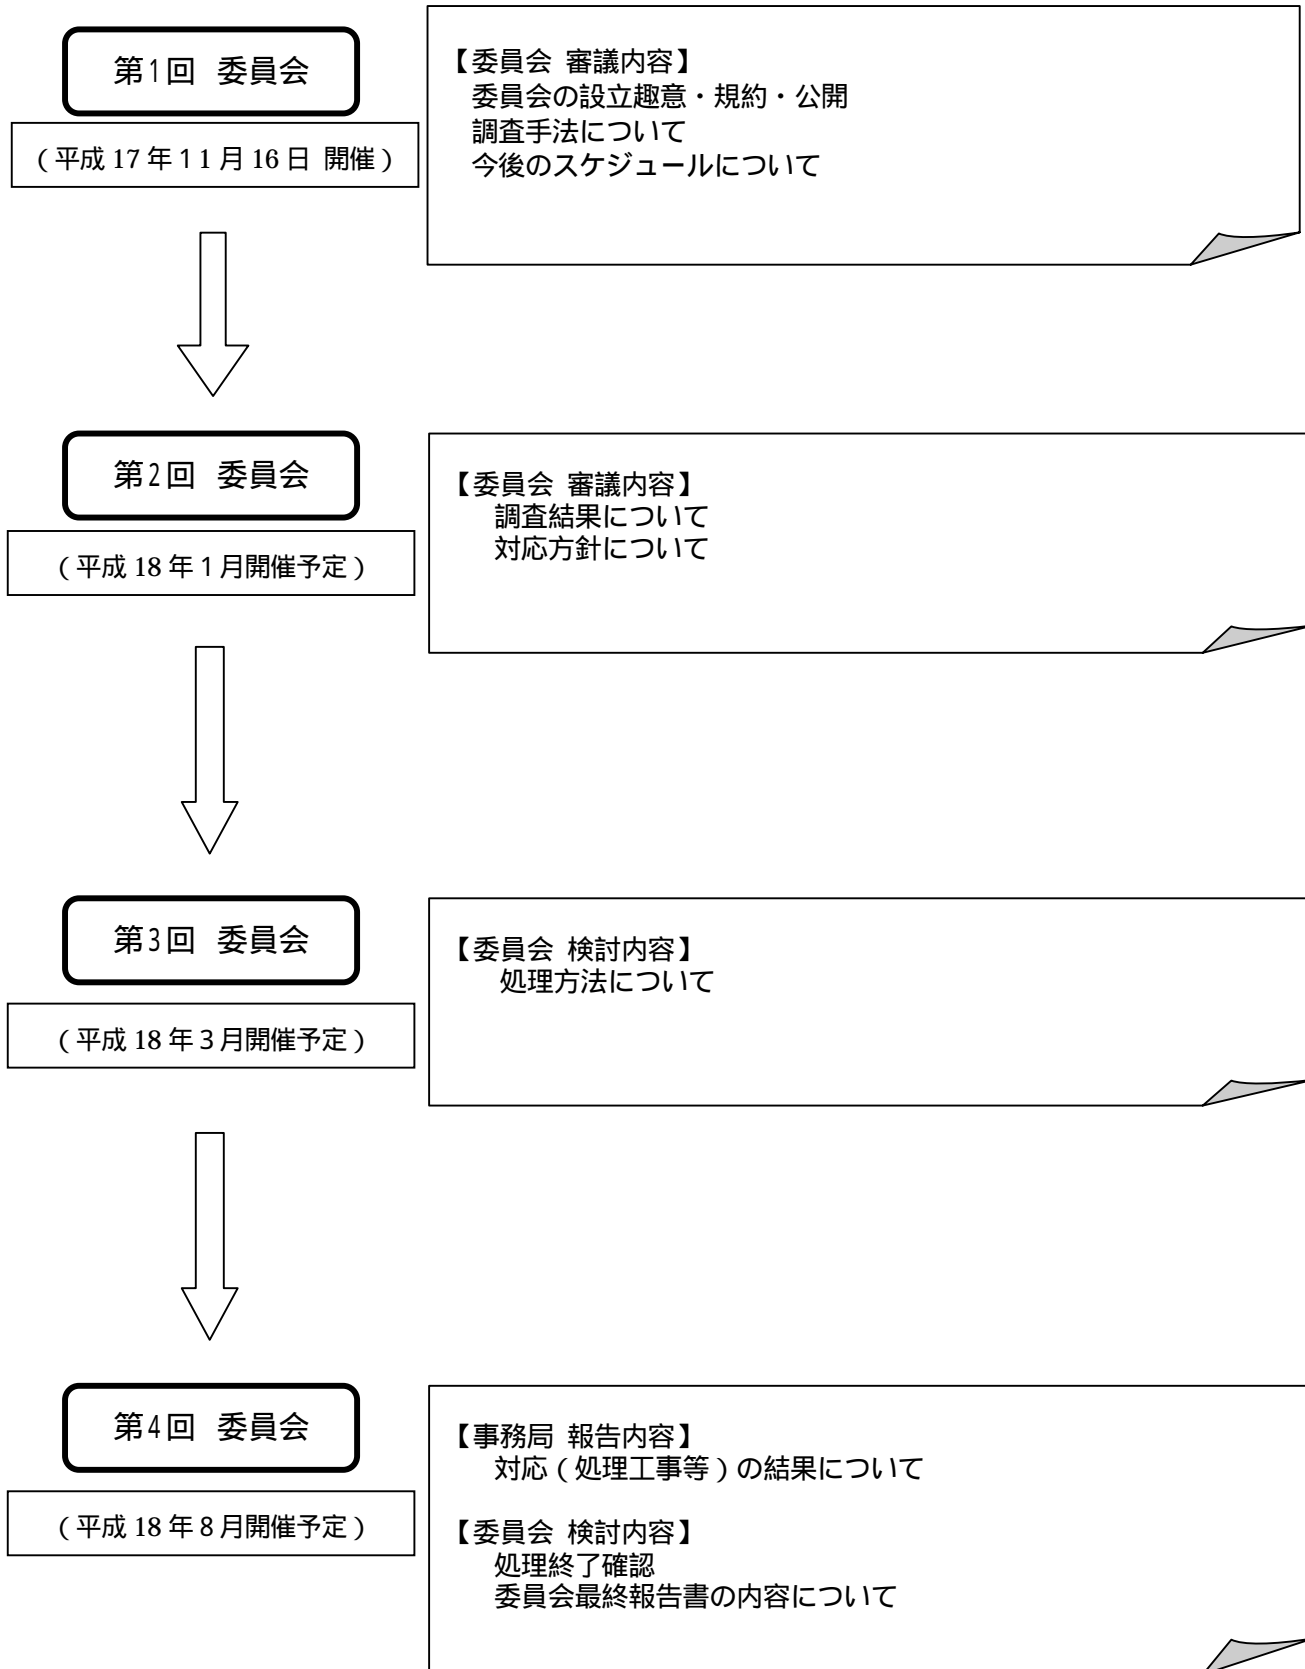 第1回 委員会
(平成 17 年 1 1 月 16 日 開催)
【委員会 審議内容】
委員会の設立趣意・規約・公開
調査手法について
今後のスケジュールについて
第2回 委員会
(平成 18 年 1 月開催予定)
【委員会 審議内容】
調査結果について
対応方針について
第3回 委員会
(平成 18 年 3 月開催予定)
【委員会 検討内容】
処理方法について
第4回 委員会
(平成 18 年 8 月開催予定)
【事務局 報告内容】
対応(処理工事等)の結果について
【委員会 検討内容】
処理終了確認
委員会最終報告書の内容について